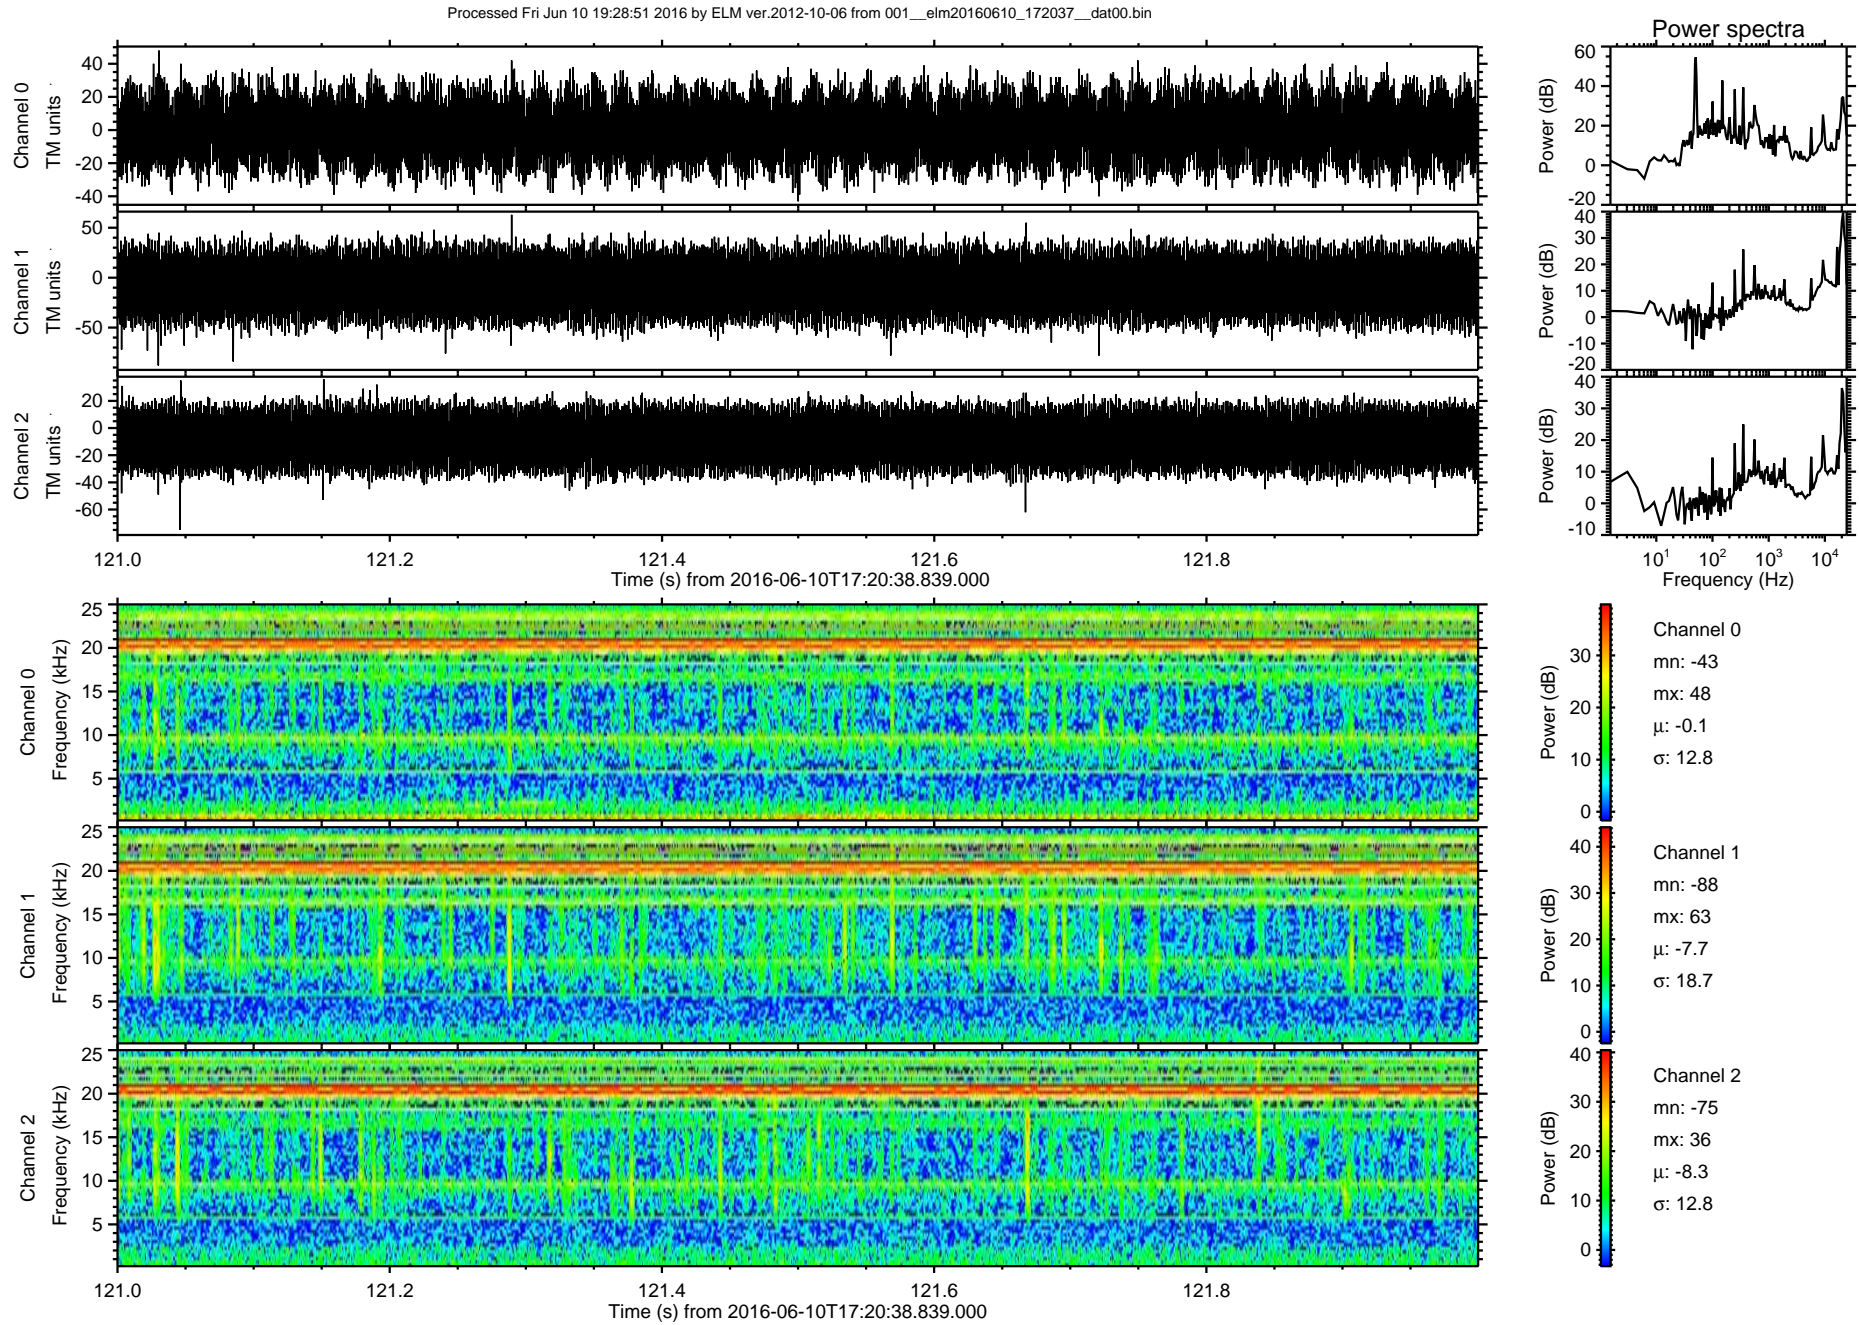 Processed Fri Jun 10 19:28:51 2016 by ELM ver.2012-10-06 from 001__elm20160610_172037__dat00.bin
Power spectra
Channel 0
TM units
40
20
0
-20
-40
Power (dB)
60
40
20
0
-20
Channel 1
TM units
50
0
-50
Power (dB)
40
30
20
10
0
-10
-20
Channel 2
TM units
20
0
-20
-40
-60
Power (dB)
40
30
20
10
0
-10
121.0 121.2 121.4 121.6 121.8
Time (s) from 2016-06-10T17:20:38.839.000
10¹ 10² 10³ 10⁴
Frequency (Hz)
Channel 0
Frequency (kHz)
25
20
15
10
5
Power (dB)
30
20
10
0
Channel 0
mn: -43
mx: 48
μ: -0.1
σ: 12.8
Channel 1
Frequency (kHz)
25
20
15
10
5
Power (dB)
40
30
20
10
0
Channel 1
mn: -88
mx: 63
μ: -7.7
σ: 18.7
Channel 2
Frequency (kHz)
25
20
15
10
5
Power (dB)
40
30
20
10
0
Channel 2
mn: -75
mx: 36
μ: -8.3
σ: 12.8
121.0 121.2 121.4 121.6 121.8
Time (s) from 2016-06-10T17:20:38.839.000